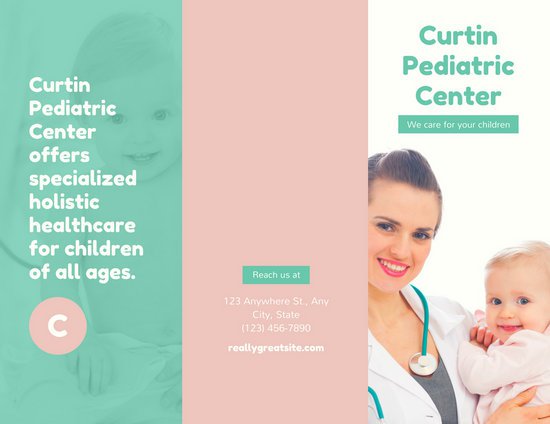 Curtin
Pediatric
Center
offers
specialized
holistic
healthcare
for children
of all ages.
C
Reach us at
123 Anywhere St., Any
City, State
(123) 456-7890
reallygreatsite.com
Curtin
Pediatric
Center
We care for your children